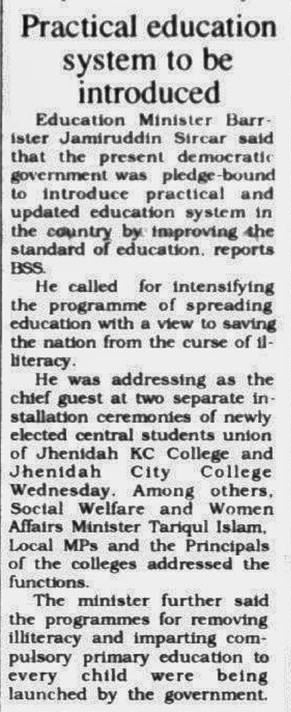 Practical education
system to be
introduced
Education Minister Barr-
ister Jamiruddin Sircar said
that the present democratic
government was pledge-bound
to introduce practical and
updated education system in
the country by improving the
standard of education, reports
BSS.
He called for intensifying
the programme of spreading
education with a view to saving
the nation from the curse of il-
literacy.
He was addressing as the
chief guest at two separate in-
stallation ceremonies of newly
elected central students union
of Jhenidah KC College and
Jhenidah City College
Wednesday. Among others,
Social Welfare and Women
Affairs Minister Tariqul Islam,
Local MPs and the Principals
of the colleges addressed the
functions.
The minister further said
the programmes for removing
illiteracy and imparting com-
pulsory primary education to
every child were being
launched by the government.